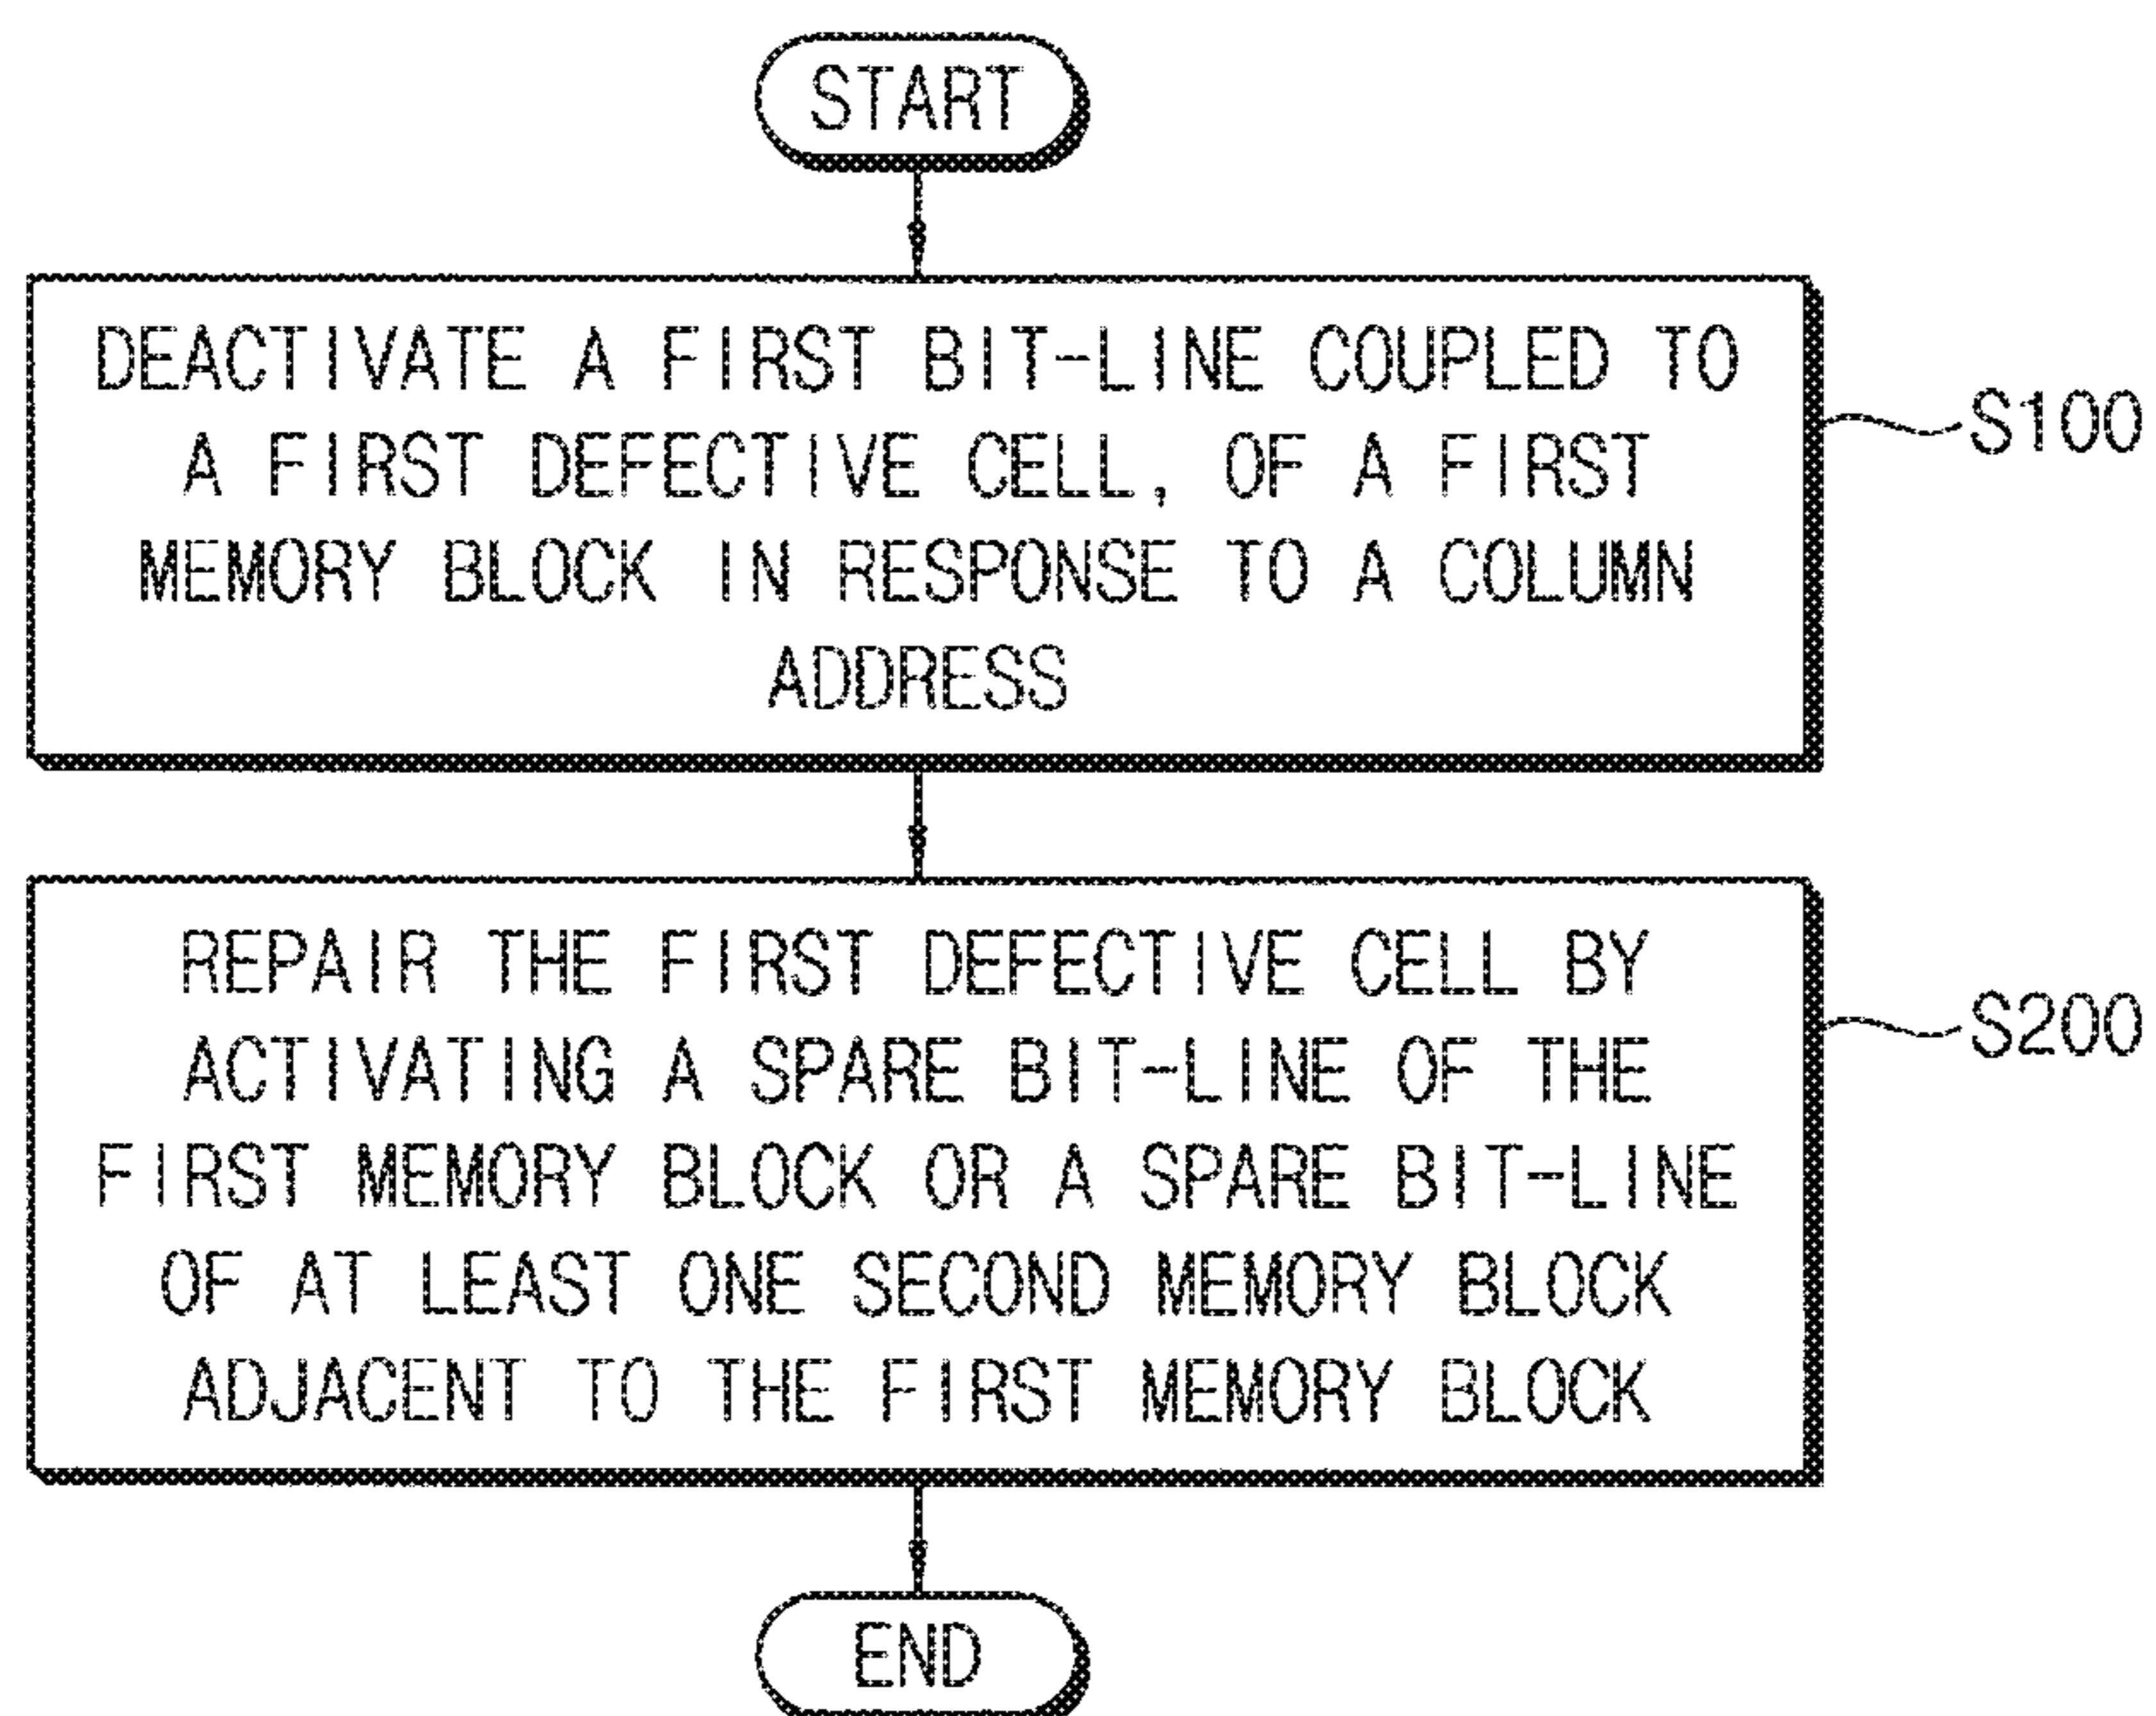 START
DEACTIVATE A FIRST BIT-LINE COUPLED TO
A FIRST DEFECTIVE CELL, OF A FIRST
MEMORY BLOCK IN RESPONSE TO A COLUMN
ADDRESS
S100
REPAIR THE FIRST DEFECTIVE CELL BY
ACTIVATING A SPARE BIT-LINE OF THE
FIRST MEMORY BLOCK OR A SPARE BIT-LINE
OF AT LEAST ONE SECOND MEMORY BLOCK
ADJACENT TO THE FIRST MEMORY BLOCK
S200
END